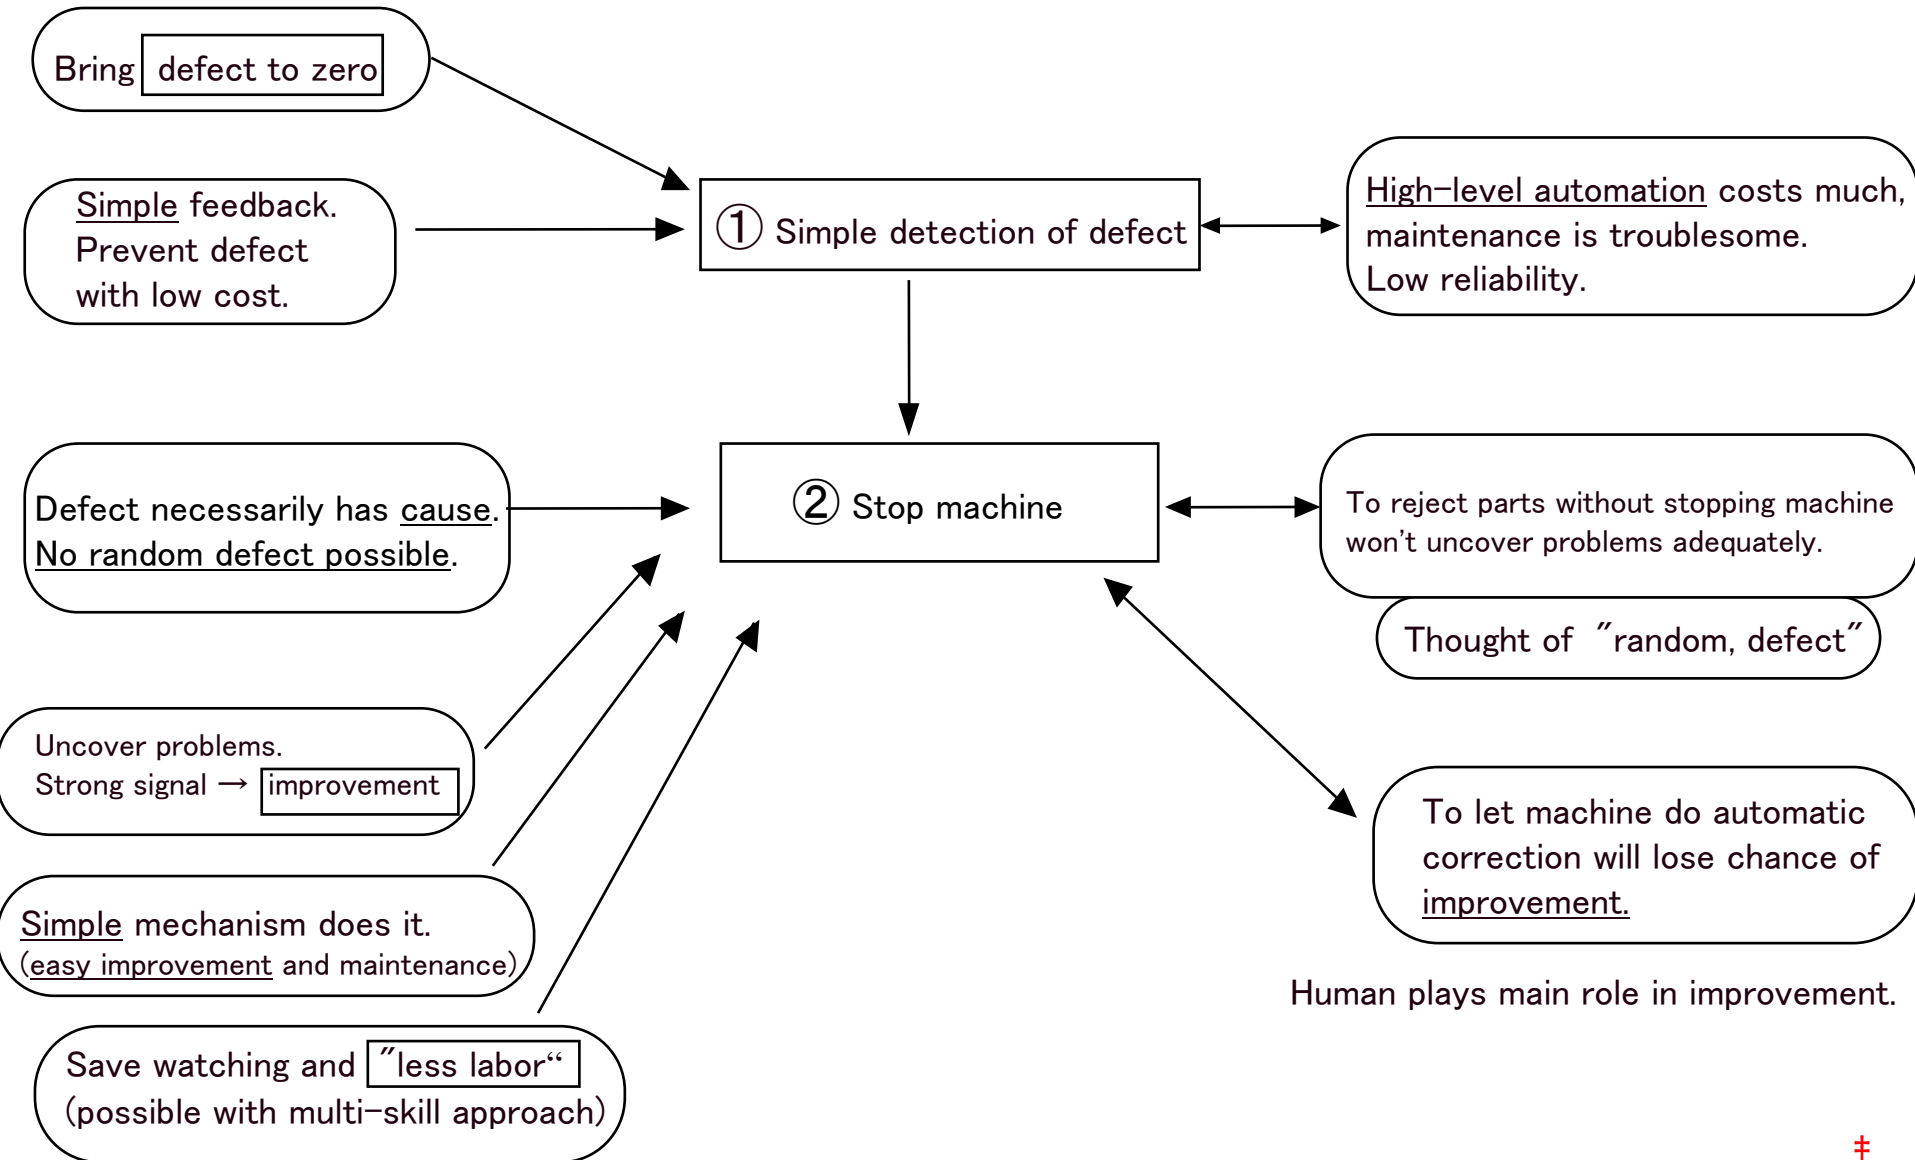 Bring defect to zero
Simple feedback.
Prevent defect
with low cost.
① Simple detection of defect
High-level automation costs much,
maintenance is troublesome.
Low reliability.
Defect necessarily has cause.
No random defect possible.
② Stop machine
To reject parts without stopping machine
won't uncover problems adequately.
Thought of ″random, defect″
Uncover problems.
Strong signal → improvement
To let machine do automatic
correction will lose chance of
improvement.
Simple mechanism does it.
(easy improvement and maintenance)
Human plays main role in improvement.
Save watching and ″less labor“
(possible with multi-skill approach)
‡